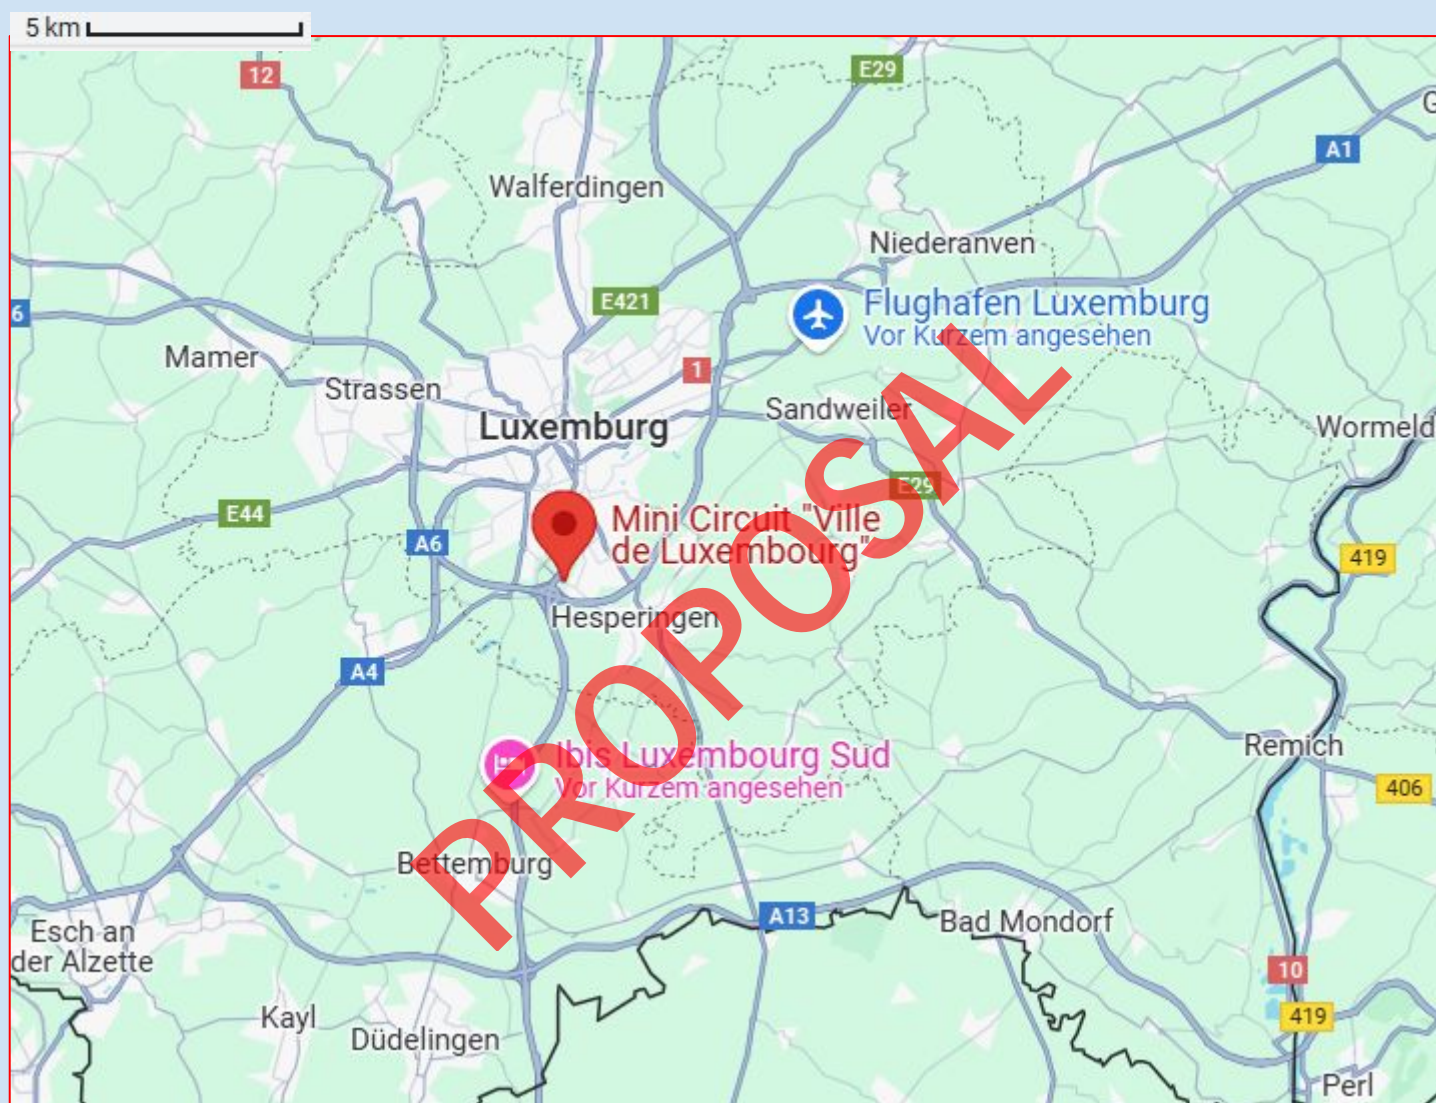 5 km
12
E29
A1
Walferdingen
Niederanven
E421
6
Flughafen Luxemburg
Vor Kurzem angesehen
Mamer
1
Strassen
Sandweiler
Luxemburg
Wormeld
E29
E44
Mini Circuit "Ville
de Luxembourg"
A6
419
Hesperingen
A4
PROPOSAL
Remich
Ibis Luxembourg Sud
Vor Kurzem angesehen
406
Bettemburg
A13
Bad Mondorf
Esch an
der Alzette
10
Kayl
419
Düdelingen
Perl